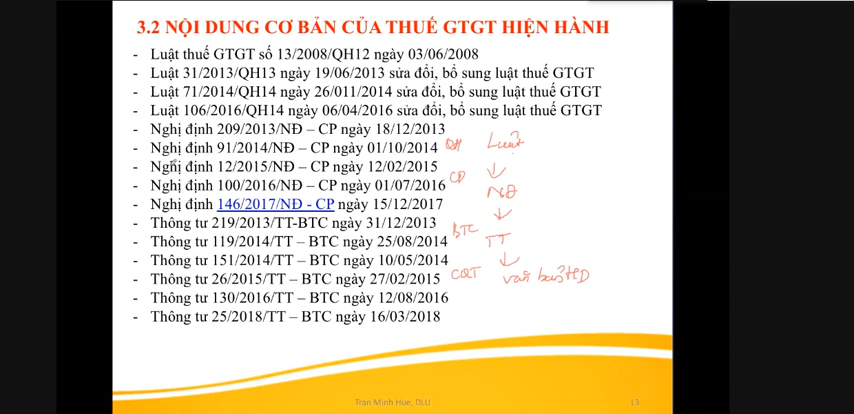 3.2 NỘI DUNG CƠ BẢN CỦA THUẾ GTGT HIỆN HÀNH
- Luật thuế GTGT số 13/2008/QH12 ngày 03/06/2008
- Luật 31/2013/QH13 ngày 19/06/2013 sửa đổi, bổ sung luật thuế GTGT
- Luật 71/2014/QH14 ngày 26/011/2014 sửa đổi, bổ sung luật thuế GTGT
- Luật 106/2016/QH14 ngày 06/04/2016 sửa đổi, bổ sung luật thuế GTGT
- Nghị định 209/2013/NĐ – CP ngày 18/12/2013
- Nghị định 91/2014/NĐ – CP ngày 01/10/2014
- Nghị định 12/2015/NĐ – CP ngày 12/02/2015
- Nghị định 100/2016/NĐ – CP ngày 01/07/2016
- Nghị định 146/2017/NĐ - CP ngày 15/12/2017
- Thông tư 219/2013/TT-BTC ngày 31/12/2013
- Thông tư 119/2014/TT – BTC ngày 25/08/2014
- Thông tư 151/2014/TT – BTC ngày 10/05/2014
- Thông tư 26/2015/TT – BTC ngày 27/02/2015
- Thông tư 130/2016/TT – BTC ngày 12/08/2016
- Thông tư 25/2018/TT – BTC ngày 16/03/2018
QH Luật
CP NĐ
BTC TT
CQT văn bản HD
Tran Minh Hue, DLU 13